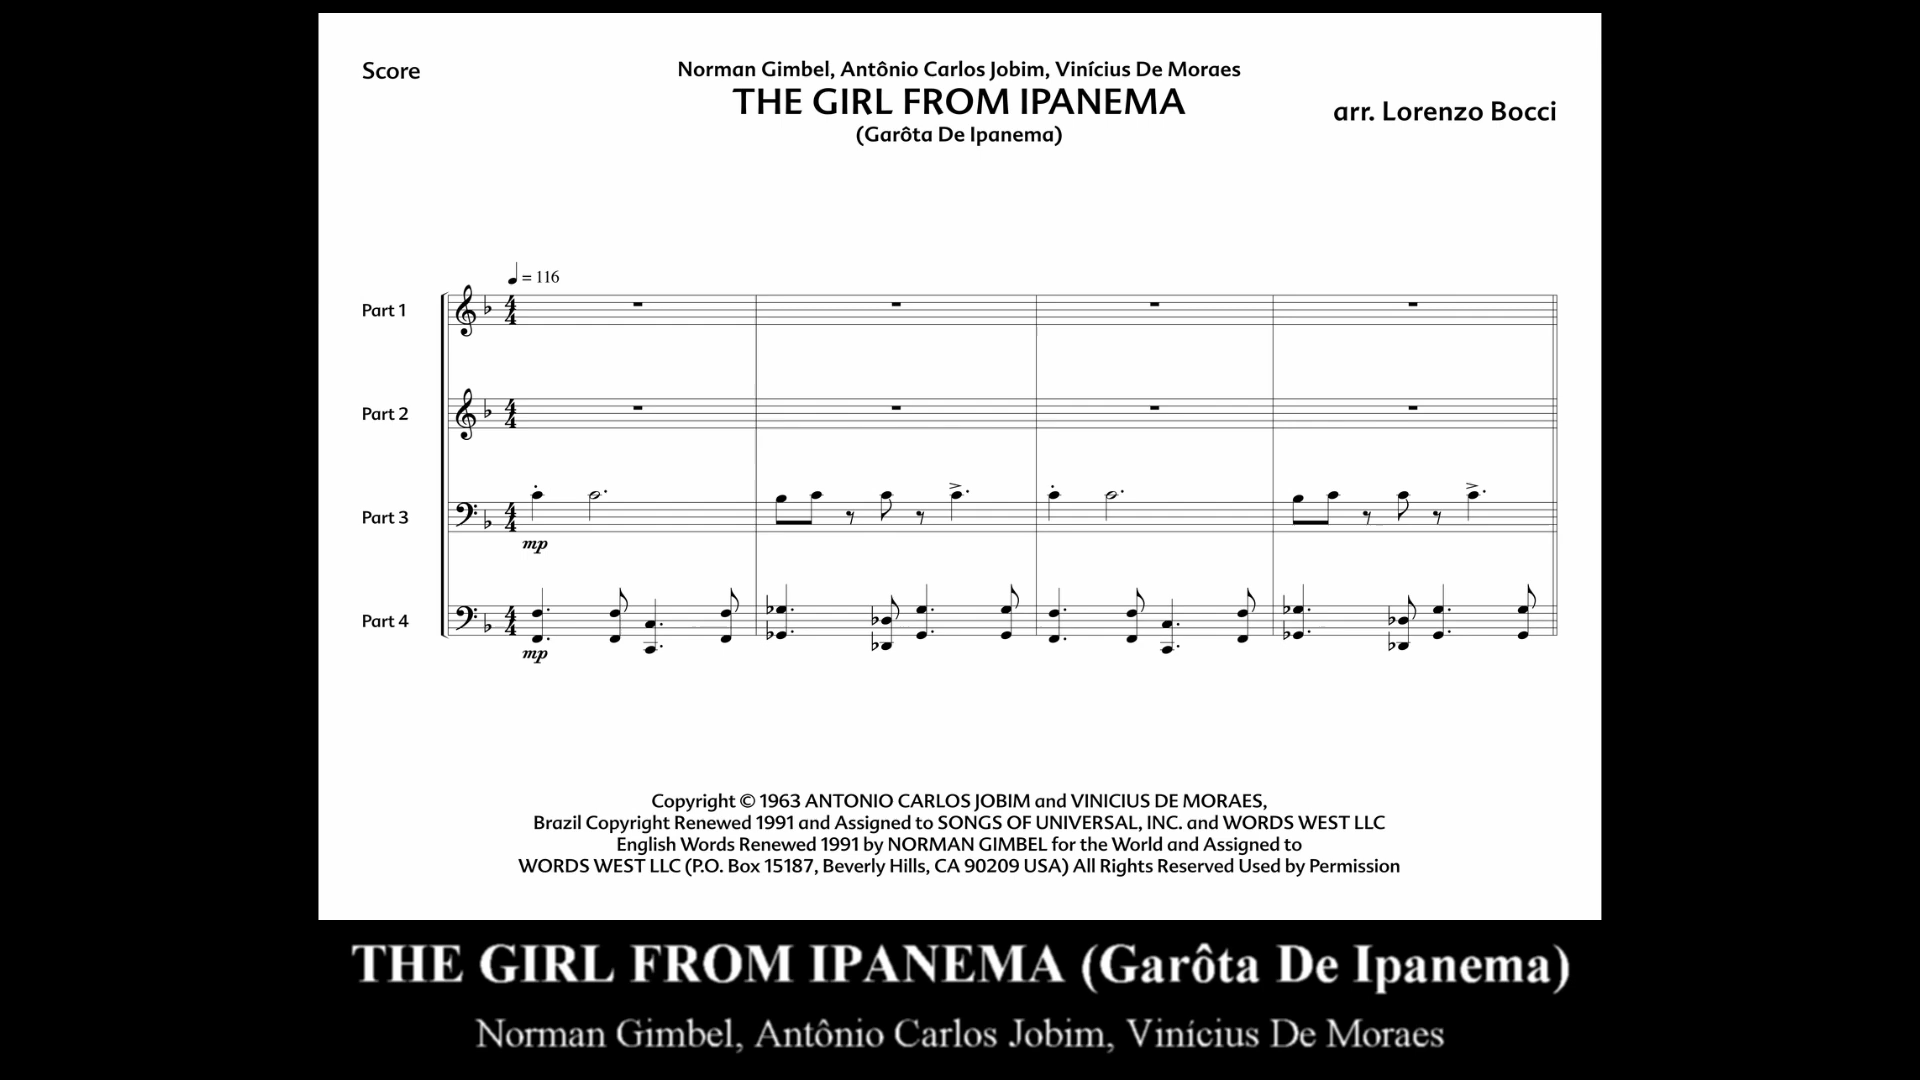 Score
Norman Gimbel, Antônio Carlos Jobim, Vinícius De Moraes
THE GIRL FROM IPANEMA
(Garôta De Ipanema)
arr. Lorenzo Bocci
= 116
Part 1
Part 2
Part 3
mp
Part 4
mp
Copyright © 1963 ANTONIO CARLOS JOBIM and VINICIUS DE MORAES,
Brazil Copyright Renewed 1991 and Assigned to SONGS OF UNIVERSAL, INC. and WORDS WEST LLC
English Words Renewed 1991 by NORMAN GIMBEL for the World and Assigned to
WORDS WEST LLC (P.O. Box 15187, Beverly Hills, CA 90209 USA) All Rights Reserved Used by Permission
THE GIRL FROM IPANEMA (Garôta De Ipanema)
Norman Gimbel, Antônio Carlos Jobim, Vinícius De Moraes